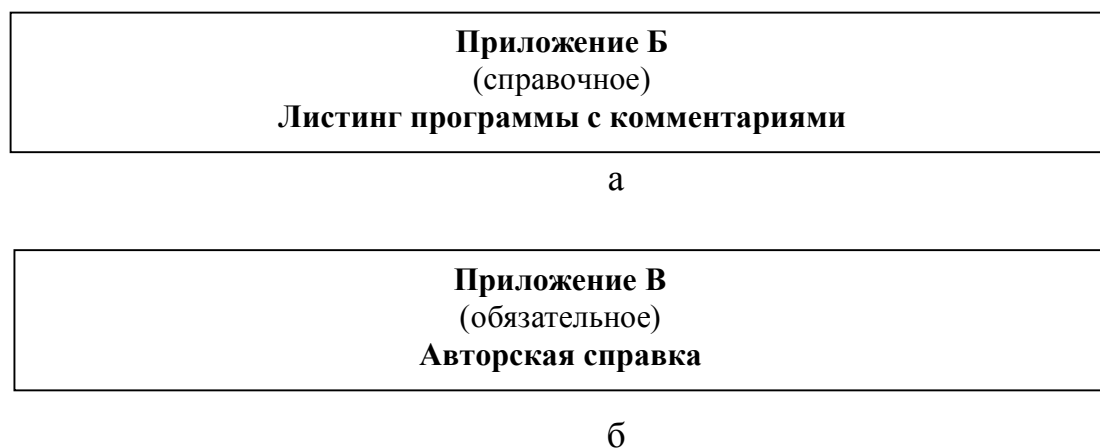 Приложение Б
(справочное)
Листинг программы с комментариями
а
Приложение В
(обязательное)
Авторская справка
б